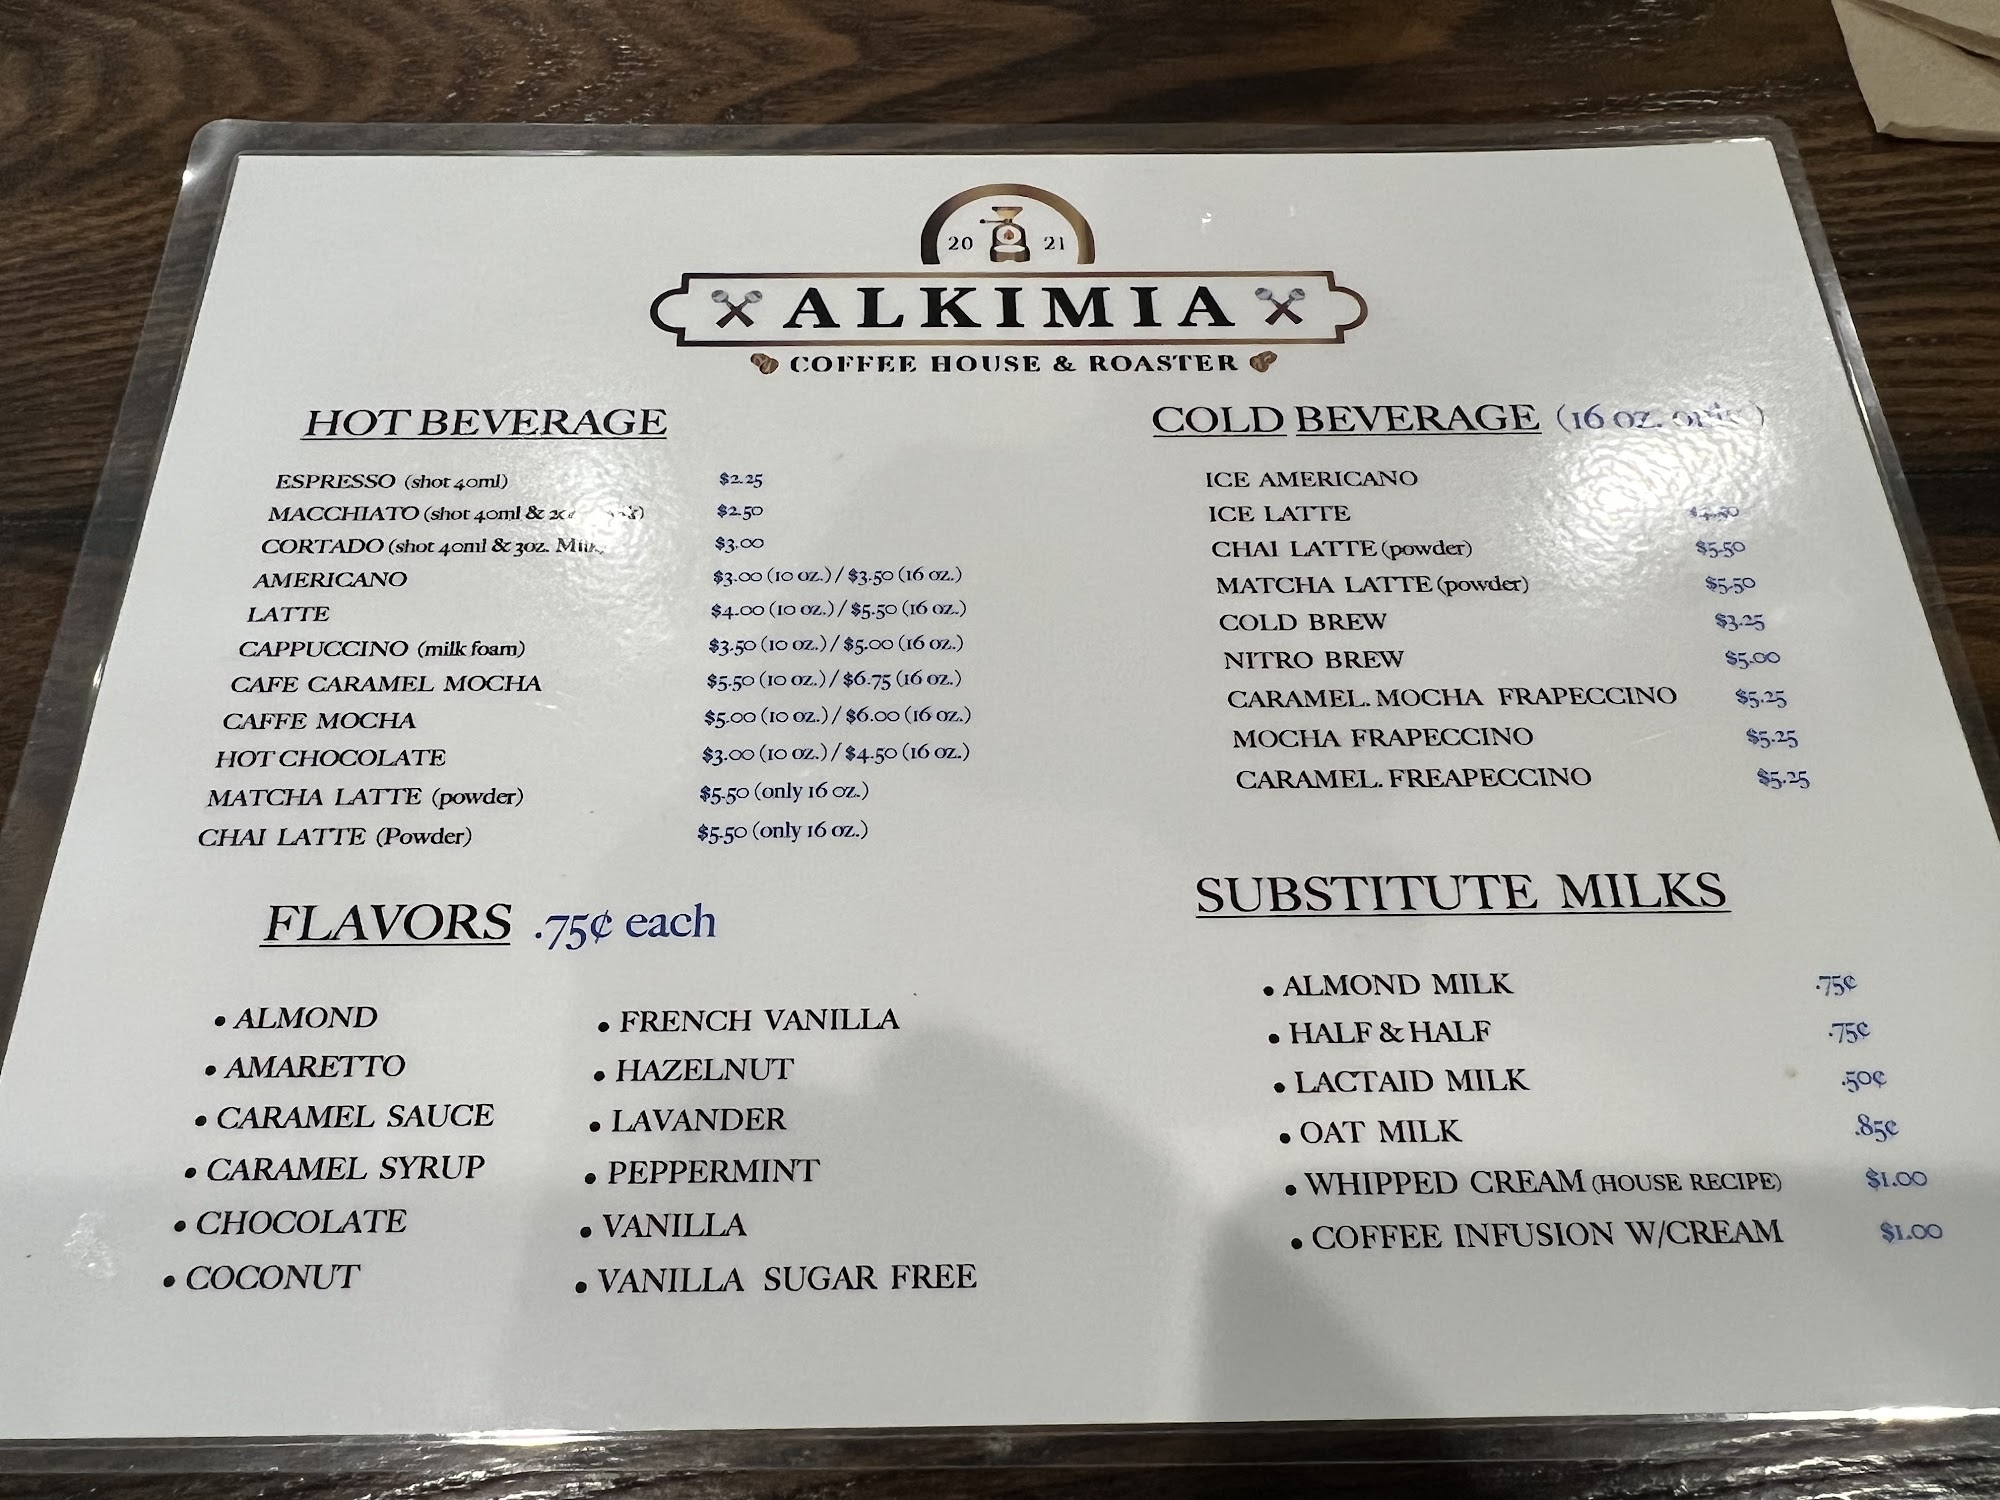 20 21
ALKIMIA
COFFEE HOUSE & ROASTER
HOT BEVERAGE
ESPRESSO (shot 40ml) $2.25
MACCHIATO (shot 40ml & $2.50
CORTADO (shot 40ml & 3oz. Milk) $3.00
AMERICANO $3.00 (10 oz.) / $3.50 (16 oz.)
LATTE $4.00 (10 oz.) / $5.50 (16 oz.)
CAPPUCCINO (milk foam) $3.50 (10 oz.) / $5.00 (16 oz.)
CAFE CARAMEL MOCHA $5.50 (10 oz.) / $6.75 (16 oz.)
CAFFE MOCHA $5.00 (10 oz.) / $6.00 (16 oz.)
HOT CHOCOLATE $3.00 (10 oz.) / $4.50 (16 oz.)
MATCHA LATTE (powder) $5.50 (only 16 oz.)
CHAI LATTE (Powder) $5.50 (only 16 oz.)
COLD BEVERAGE (16 oz. only)
ICE AMERICANO
ICE LATTE
CHAI LATTE (powder) $5.50
MATCHA LATTE (powder) $5.50
COLD BREW $3.25
NITRO BREW $5.00
CARAMEL. MOCHA FRAPECCINO $5.25
MOCHA FRAPECCINO $5.25
CARAMEL. FREAPECCINO $5.25
FLAVORS .75¢ each
• ALMOND
• AMARETTO
• CARAMEL SAUCE
• CARAMEL SYRUP
• CHOCOLATE
• COCONUT
• FRENCH VANILLA
• HAZELNUT
• LAVANDER
• PEPPERMINT
• VANILLA
• VANILLA SUGAR FREE
SUBSTITUTE MILKS
• ALMOND MILK .75¢
• HALF & HALF .75¢
• LACTAID MILK .50¢
• OAT MILK .85¢
• WHIPPED CREAM (HOUSE RECIPE) $1.00
• COFFEE INFUSION W/CREAM $1.00